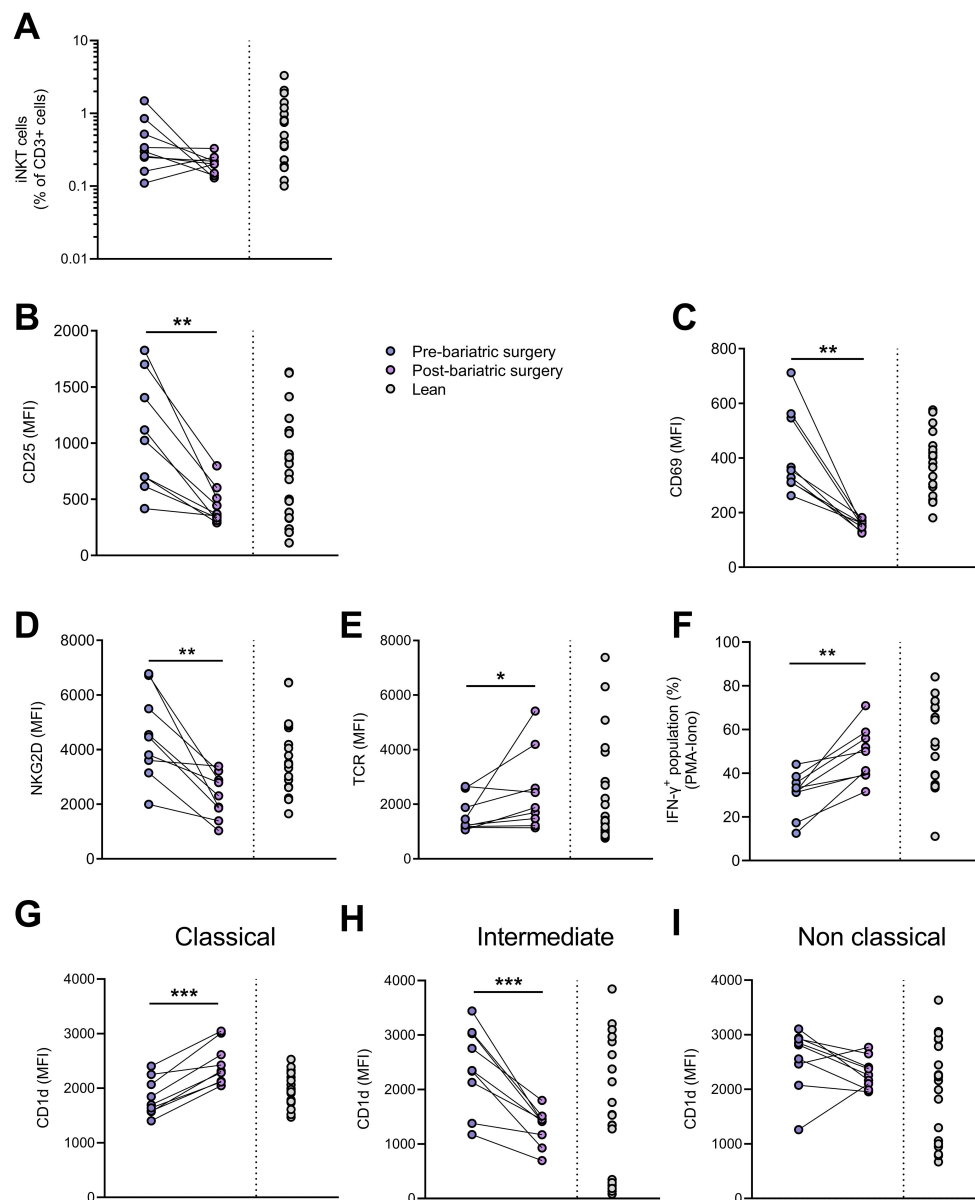 A
iNKT cells
(% of CD3+ cells)
10
1
0.1
0.01
B
CD25 (MFI)
2000
1500
1000
500
0
**
Pre-bariatric surgery
Post-bariatric surgery
Lean
C
CD69 (MFI)
800
600
400
200
0
**
D
NKG2D (MFI)
8000
6000
4000
2000
0
**
E
TCR (MFI)
8000
6000
4000
2000
0
*
F
IFN-γ+ population (%)
(PMA-Iono)
100
80
60
40
20
0
**
G
Classical
CD1d (MFI)
4000
3000
2000
1000
0
***
H
Intermediate
CD1d (MFI)
4000
3000
2000
1000
0
***
I
Non classical
CD1d (MFI)
4000
3000
2000
1000
0